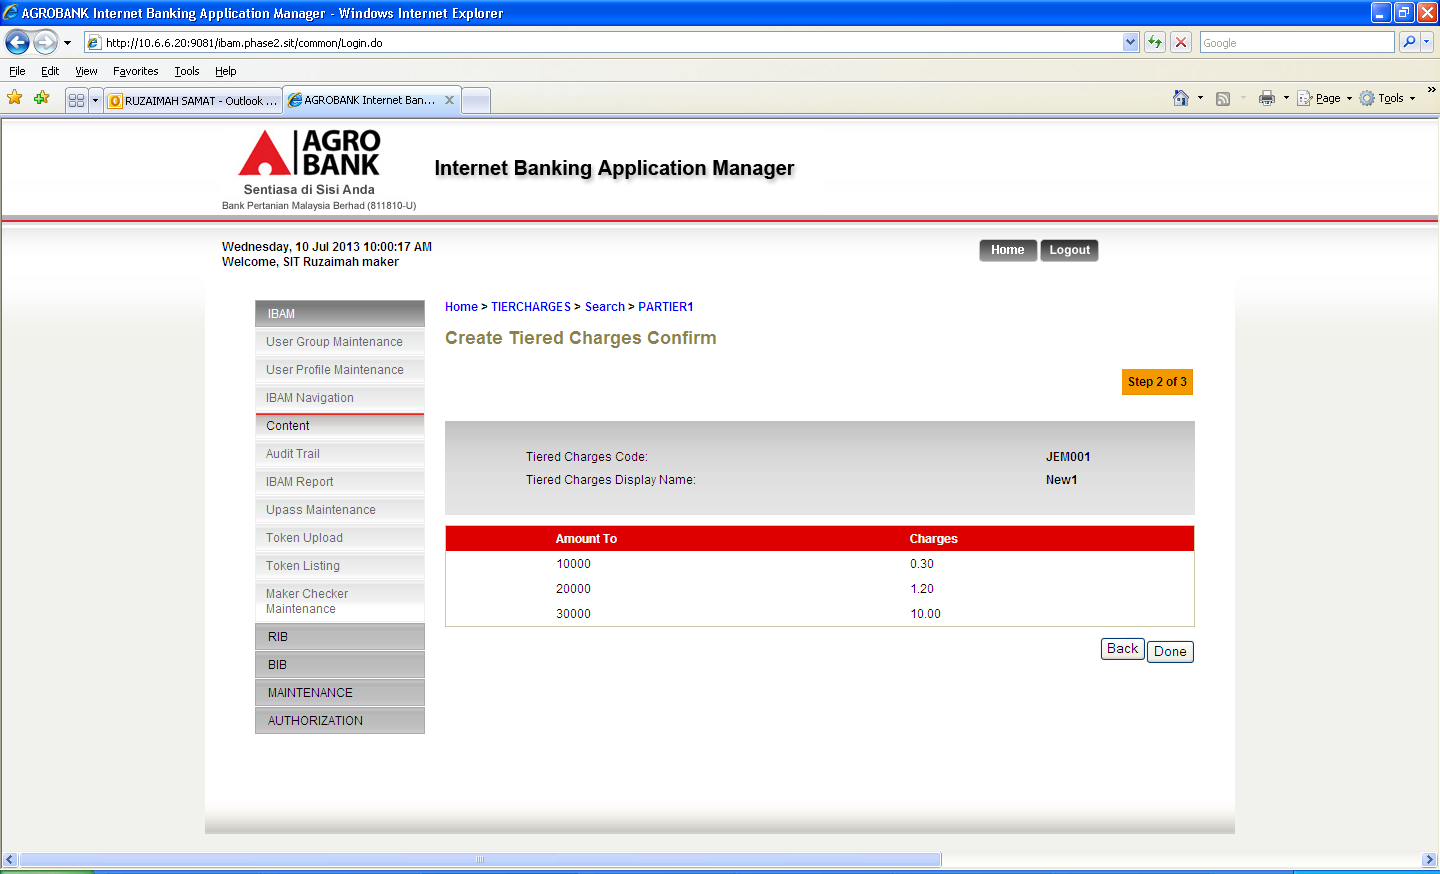 AGROBANK Internet Banking Application Manager - Windows Internet Explorer
http://10.6.6.20:9081/ibam.phase2.sit/common/Login.do
Google
File Edit View Favorites Tools Help
RUZAIMAH SAMAT - Outlook ...
AGROBANK Internet Ban...
Page
Tools
AGRO
BANK
Sentiasa di Sisi Anda
Bank Pertanian Malaysia Berhad (811810-U)
Internet Banking Application Manager
Wednesday, 10 Jul 2013 10:00:17 AM
Welcome, SIT Ruzaimah maker
Home
Logout
IBAM
User Group Maintenance
User Profile Maintenance
IBAM Navigation
Content
Audit Trail
IBAM Report
Upass Maintenance
Token Upload
Token Listing
Maker Checker
Maintenance
RIB
BIB
MAINTENANCE
AUTHORIZATION
Home > TIERCHARGES > Search > PARTIER1
Create Tiered Charges Confirm
Step 2 of 3
Tiered Charges Code: JEM001
Tiered Charges Display Name: New1
Amount To Charges
10000 0.30
20000 1.20
30000 10.00
Back
Done